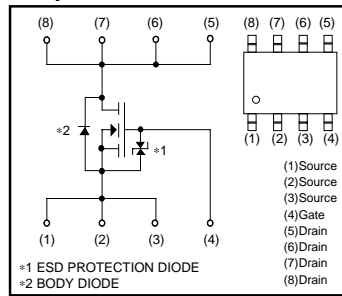 (8) (7) (6) (5)
(8) (7) (6) (5)
∗2
∗1
(1) (2) (3) (4)
(1) (2) (3) (4)
(1)Source
(2)Source
(3)Source
(4)Gate
(5)Drain
(6)Drain
(7)Drain
(8)Drain
∗1 ESD PROTECTION DIODE
∗2 BODY DIODE